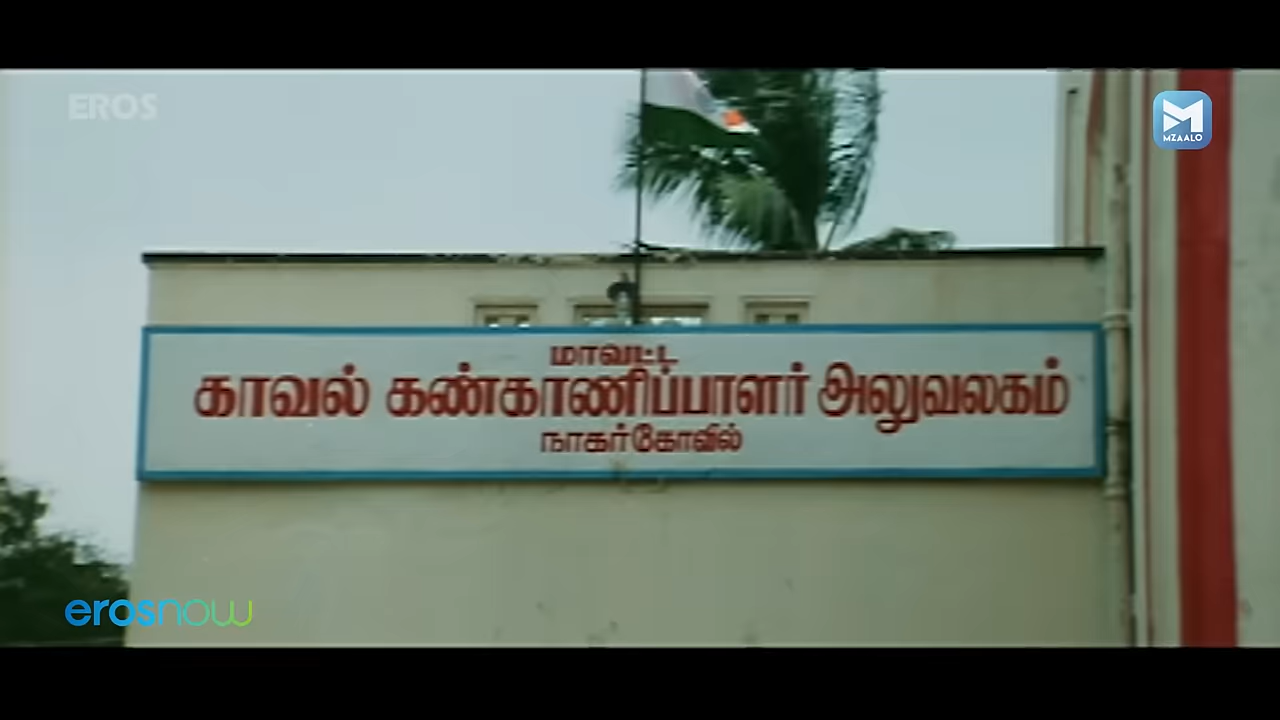 EROS
MZAALO
மாவட்ட
காவல் கண்காணிப்பாளர் அலுவலகம்
நாகர்கோவில்
erosnow